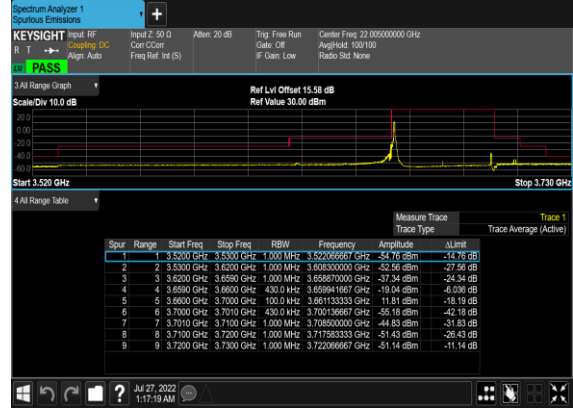 Spectrum Analyzer 1
Spurious Emissions
+
KEYSIGHT Input: RF Input Z: 50 Ω Atten: 20 dB Trig: Free Run Center Freq: 22.005000000 GHz
R T Coupling: DC Corr CCorr Gate: Off Avg|Hold: 100/100
Align: Auto Freq Ref: Int (S) IF Gain: Low Radio Std: None
PASS
3 All Range Graph Ref Lvl Offset 15.58 dB
Scale/Div 10.0 dB Ref Value 30.00 dBm
20.0
0.00
-20.0
-40.0
-60.0
Start 3.520 GHz Stop 3.730 GHz
4 All Range Table
Measure Trace Trace 1
Trace Type Trace Average (Active)
Spur Range Start Freq Stop Freq RBW Frequency Amplitude ΔLimit
1 1 3.5200 GHz 3.5300 GHz 1.000 MHz 3.522066667 GHz -54.76 dBm -14.76 dB
2 2 3.5300 GHz 3.6200 GHz 1.000 MHz 3.608300000 GHz -52.56 dBm -27.56 dB
3 3 3.6200 GHz 3.6590 GHz 1.000 MHz 3.658870000 GHz -37.34 dBm -24.34 dB
4 4 3.6590 GHz 3.6600 GHz 430.0 kHz 3.659941667 GHz -19.04 dBm -6.036 dB
5 5 3.6600 GHz 3.7000 GHz 100.0 kHz 3.661133333 GHz 11.81 dBm -18.19 dB
6 6 3.7000 GHz 3.7010 GHz 430.0 kHz 3.700136667 GHz -55.18 dBm -42.18 dB
7 7 3.7010 GHz 3.7100 GHz 1.000 MHz 3.708500000 GHz -44.83 dBm -31.83 dB
8 8 3.7100 GHz 3.7200 GHz 1.000 MHz 3.717583333 GHz -51.43 dBm -26.43 dB
9 9 3.7200 GHz 3.7300 GHz 1.000 MHz 3.722066667 GHz -51.14 dBm -11.14 dB
? Jul 27, 2022
1:17:19 AM